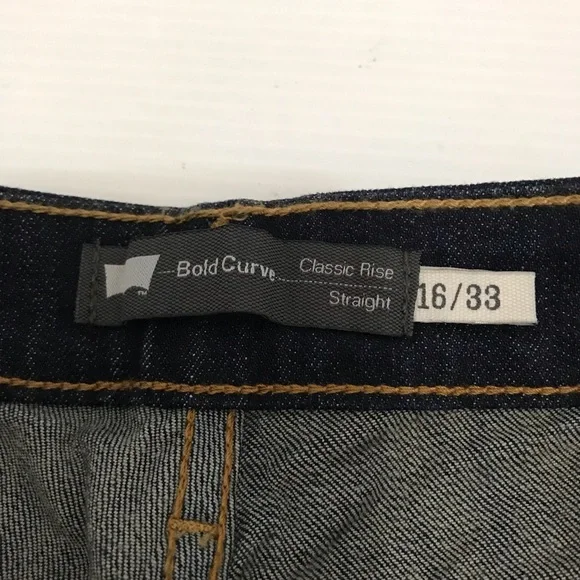 Bold Curve
Classic Rise
Straight
16/33